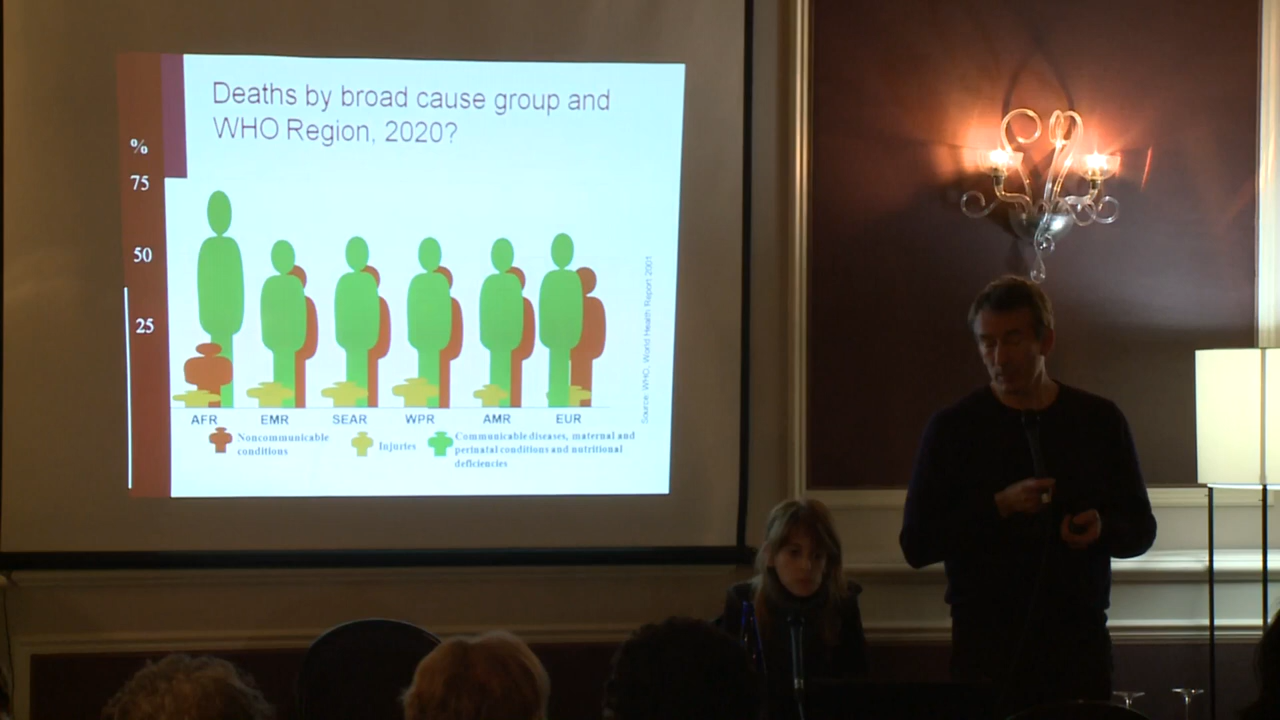 Deaths by broad cause group and
WHO Region, 2020?
%
75
50
25
AFR EMR SEAR WPR AMR EUR
Noncommunicable
conditions
Injuries
Communicable diseases, maternal and
perinatal conditions and nutritional
deficiencies
Source: WHO, World Health Report 2001